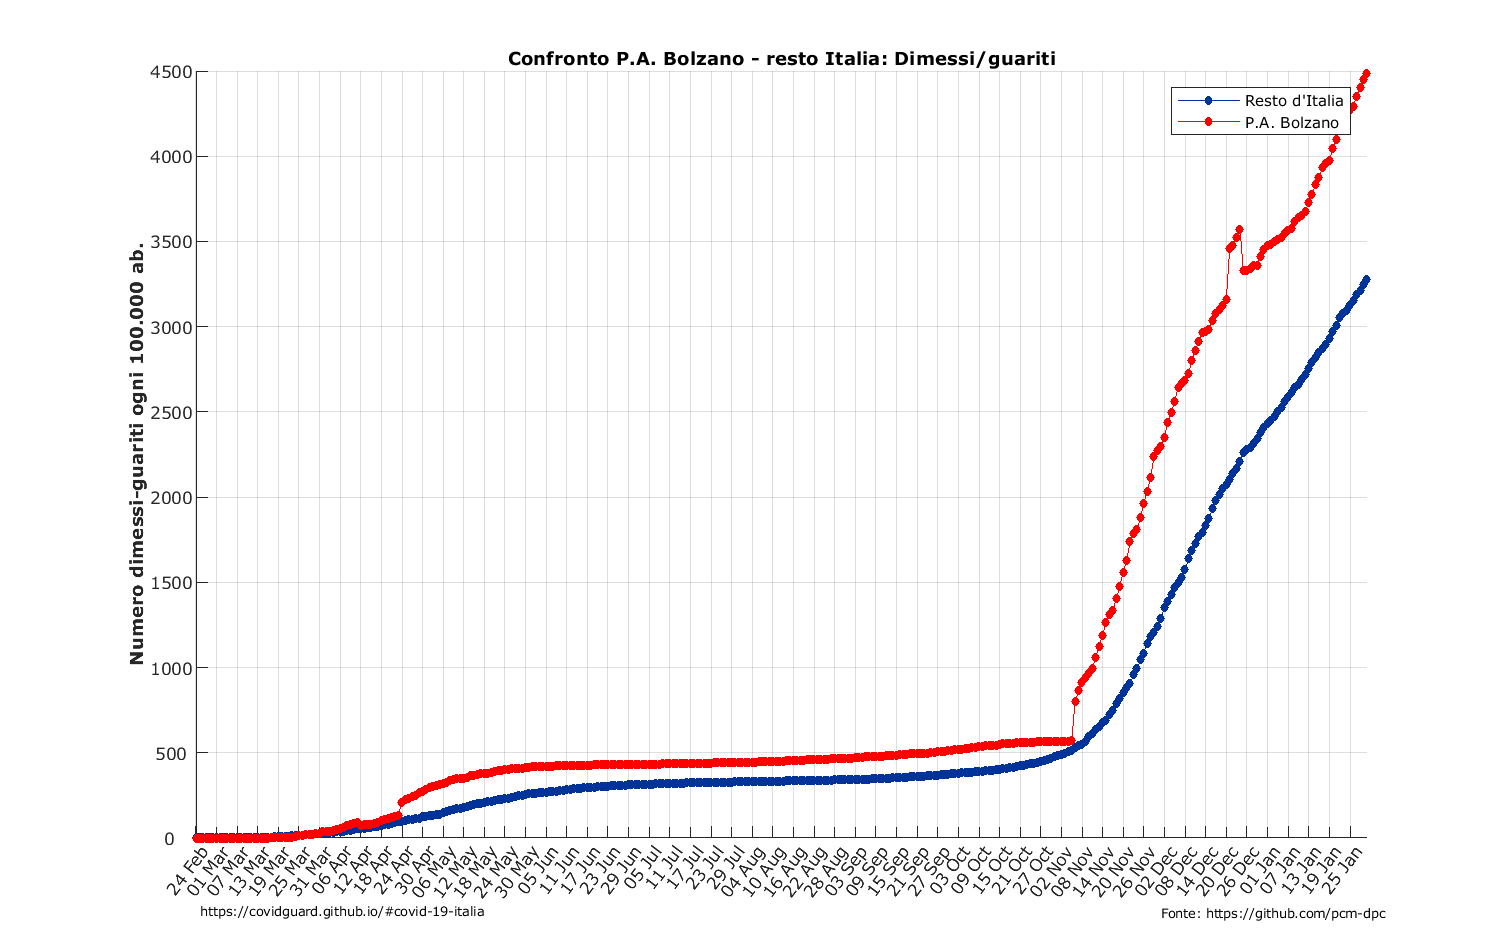 Confronto P.A. Bolzano - resto Italia: Dimessi/guariti
Resto d'Italia
P.A. Bolzano
Numero dimessi-guariti ogni 100.000 ab.
4500
4000
3500
3000
2500
2000
1500
1000
500
0
24 Feb
01 Mar
07 Mar
13 Mar
19 Mar
25 Mar
31 Mar
06 Apr
12 Apr
18 Apr
24 Apr
30 Apr
06 May
12 May
18 May
24 May
30 May
05 Jun
11 Jun
17 Jun
23 Jun
29 Jun
05 Jul
11 Jul
17 Jul
23 Jul
29 Jul
04 Aug
10 Aug
16 Aug
22 Aug
28 Aug
03 Sep
09 Sep
15 Sep
21 Sep
27 Sep
03 Oct
09 Oct
15 Oct
21 Oct
27 Oct
02 Nov
08 Nov
14 Nov
20 Nov
26 Nov
02 Dec
08 Dec
14 Dec
20 Dec
26 Dec
01 Jan
07 Jan
13 Jan
19 Jan
25 Jan
https://covidguard.github.io/#covid-19-italia
Fonte: https://github.com/pcm-dpc